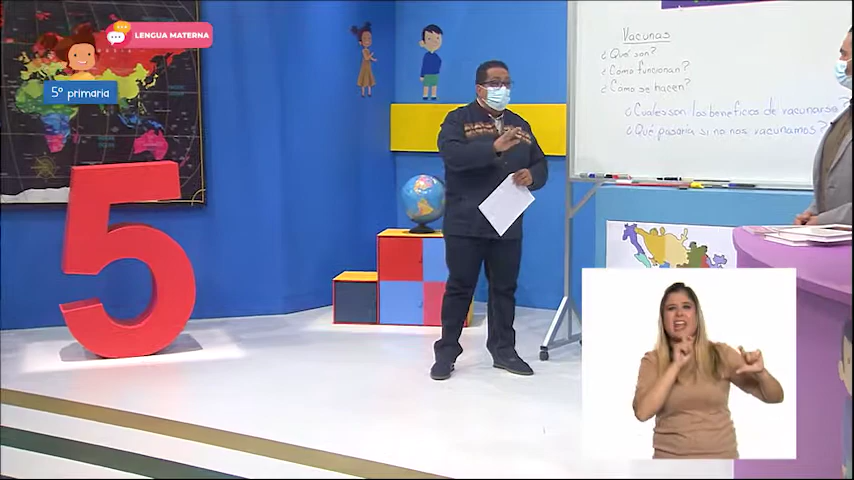 LENGUA MATERNA
5º primaria
5
Vacunas
¿Qué son?
¿Cómo funcionan?
¿Cómo se hacen?
¿Cuáles son los beneficios de vacunarse
¿Qué pasaría si no nos vacunamos?